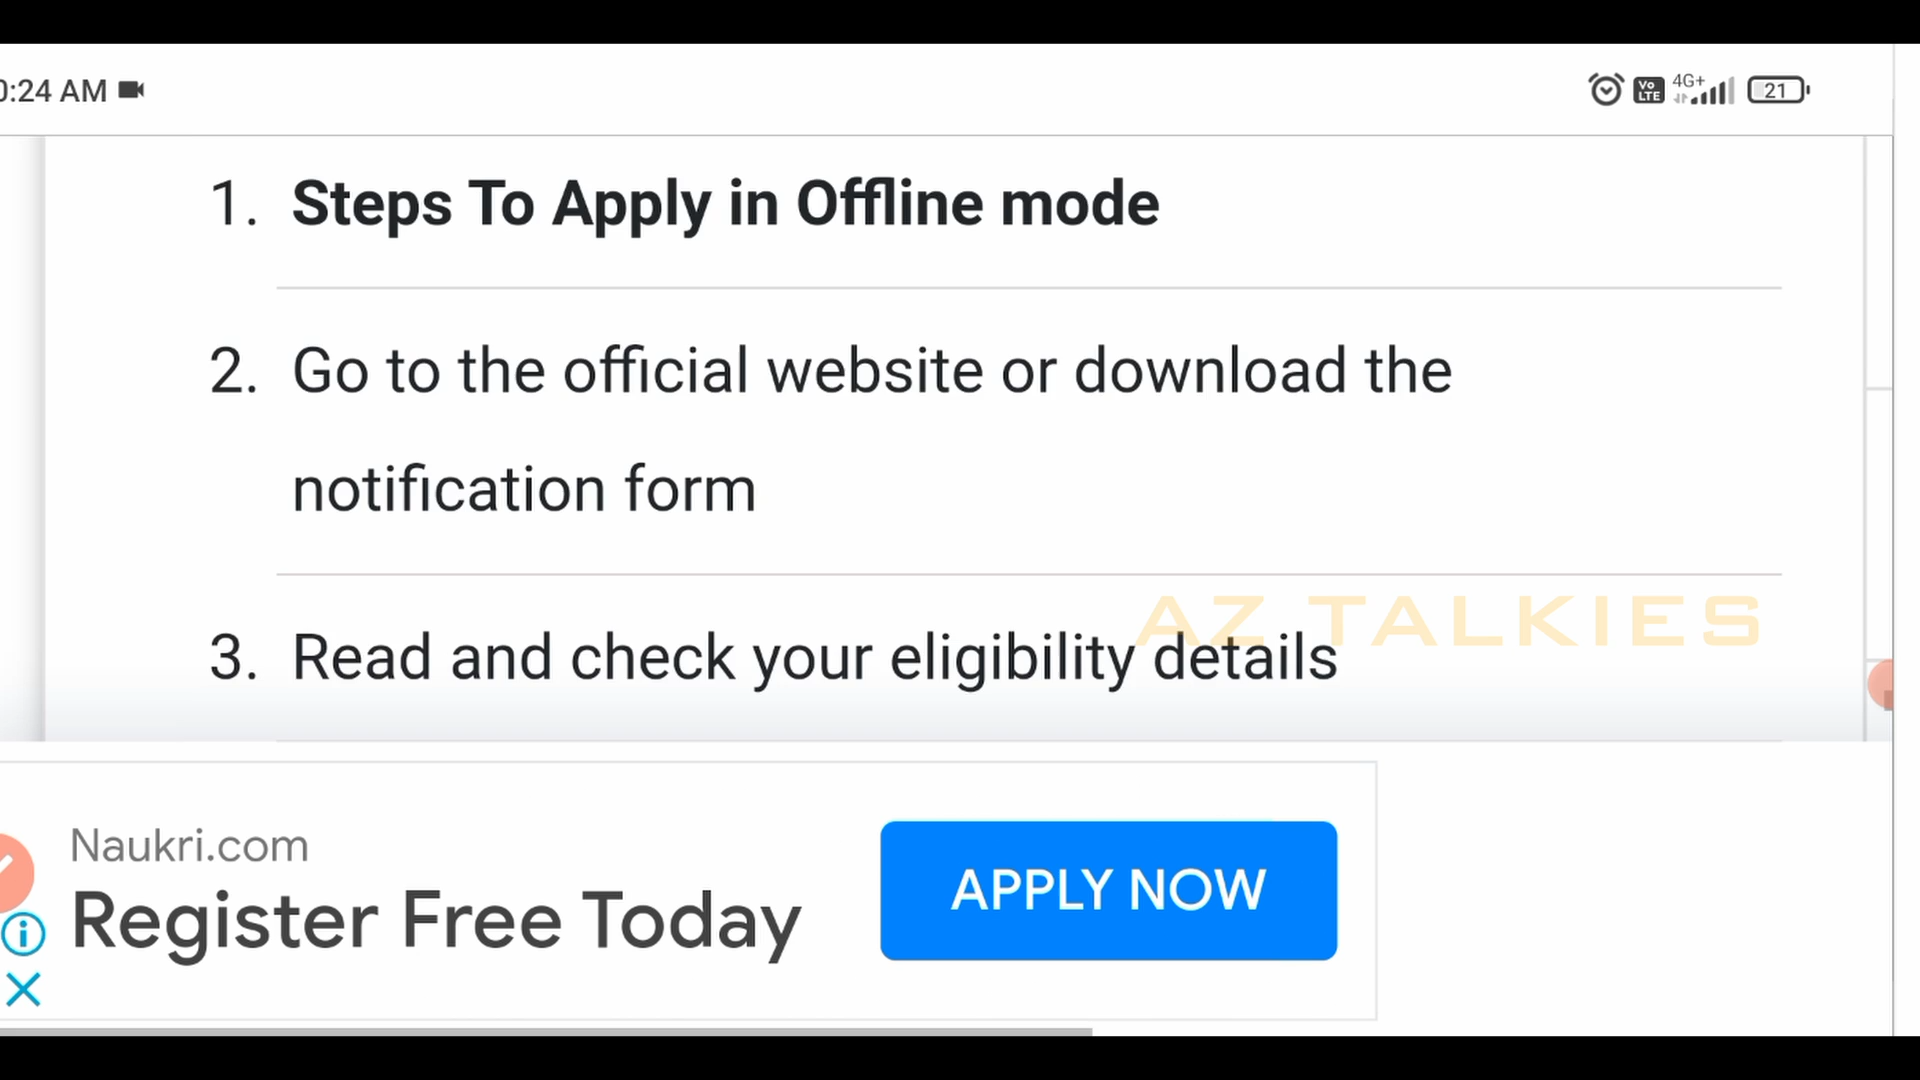 0:24 AM
Vo LTE 4G+ 21
1. Steps To Apply in Offline mode
2. Go to the official website or download the
notification form
AZ TALKIES
3. Read and check your eligibility details
Naukri.com
Register Free Today
APPLY NOW